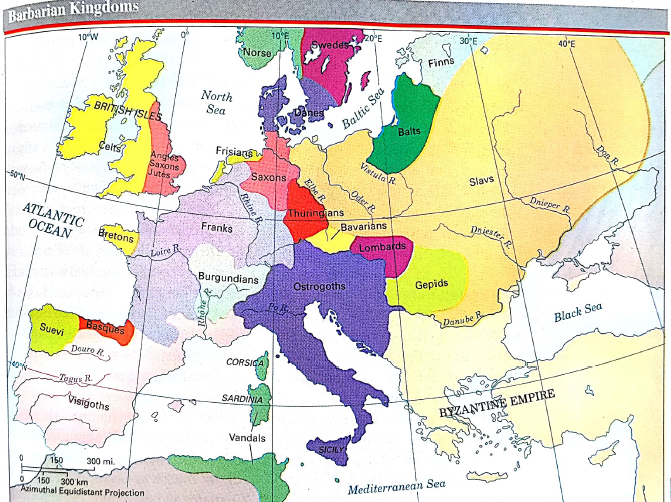 Barbarian Kingdoms
10°W
0°
10°E
20°E
30°E
40°E
Norse
Swedes
Finns
North
Sea
Baltic Sea
Danes
Balts
BRITISH ISLES
Celts
Angles
Saxons
Jutes
Frisians
Saxons
Elbe R.
Oder R.
Vistula R.
Slavs
Don R.
50°N
Thuringians
Rhine R.
Dnieper R.
ATLANTIC
OCEAN
Bretons
Franks
Bavarians
Dniester R.
Loire R.
Lombards
Burgundians
Gepids
Ostrogoths
Rhône R.
Po R.
Danube R.
Black Sea
Suevi
Basques
Douro R.
40°N
CORSICA
Tagus R.
SARDINIA
Visigoths
BYZANTINE EMPIRE
Vandals
SICILY
0 150 300 mi.
0 150 300 km
Azimuthal Equidistant Projection
Mediterranean Sea